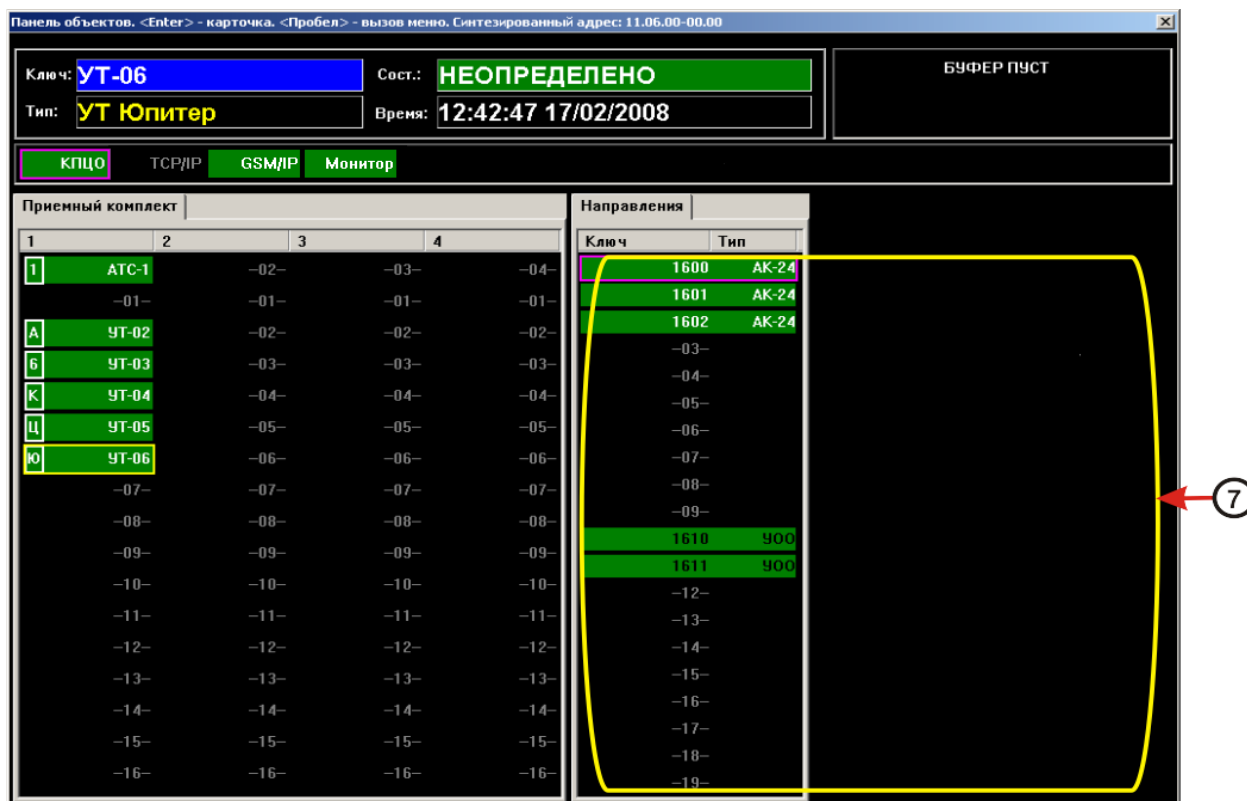 Панель объектов. <Enter> - карточка. <Пробел> - вызов меню. Синтезированный адрес: 11.06.00-00.00
Ключ: УТ-06 Сост.: НЕОПРЕДЕЛЕНО
Тип: УТ Юпитер Время: 12:42:47 17/02/2008
БУФЕР ПУСТ
КПЦО TCP/IP GSM/IP Монитор
Приемный комплект
1 2 3 4
1 АТС-1 -02- -03- -04-
-01- -01- -01- -01-
А УТ-02 -02- -02- -02-
Б УТ-03 -03- -03- -03-
К УТ-04 -04- -04- -04-
Ц УТ-05 -05- -05- -05-
Ю УТ-06 -06- -06- -06-
-07- -07- -07- -07-
-08- -08- -08- -08-
-09- -09- -09- -09-
-10- -10- -10- -10-
-11- -11- -11- -11-
-12- -12- -12- -12-
-13- -13- -13- -13-
-14- -14- -14- -14-
-15- -15- -15- -15-
-16- -16- -16- -16-
Направления
Ключ Тип
1600 АК-24
1601 АК-24
1602 АК-24
-03-
-04-
-05-
-06-
-07-
-08-
-09-
1610 УОО
1611 УОО
-12-
-13-
-14-
-15-
-16-
-17-
-18-
-19-
7